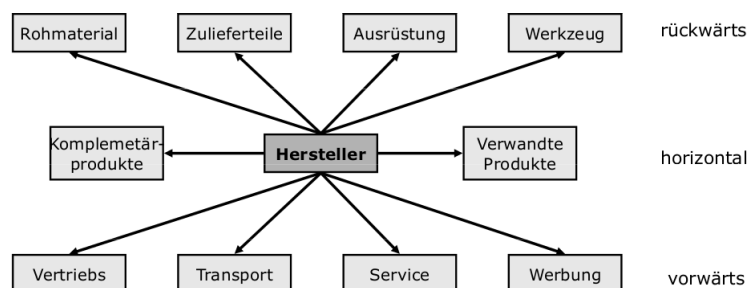 Rohmaterial
Zulieferteile
Ausrüstung
Werkzeug
rückwärts
Komplemetär-
produkte
Hersteller
Verwandte
Produkte
horizontal
Vertriebs
Transport
Service
Werbung
vorwärts